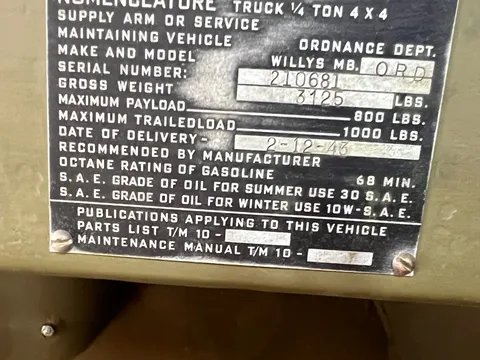 NOMENCLATURE TRUCK ¼ TON 4 X 4
SUPPLY ARM OR SERVICE
MAINTAINING VEHICLE ORDNANCE DEPT.
MAKE AND MODEL WILLYS MB. ORD
SERIAL NUMBER: 210681
GROSS WEIGHT 3125 LBS.
MAXIMUM PAYLOAD 800 LBS.
MAXIMUM TRAILEDLOAD 1000 LBS.
DATE OF DELIVERY- 2-12-43
RECOMMENDED BY MANUFACTURER
OCTANE RATING OF GASOLINE 68 MIN.
S.A.E. GRADE OF OIL FOR SUMMER USE 30 S.A.E.
S.A.E. GRADE OF OIL FOR WINTER USE 10W-S.A.E.
PUBLICATIONS APPLYING TO THIS VEHICLE
PARTS LIST T/M 10 -
MAINTENANCE MANUAL T/M 10 -